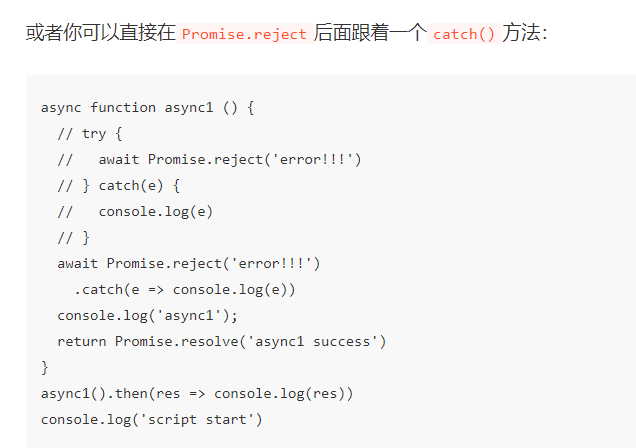 或者你可以直接在 Promise.reject 后面跟着一个 catch() 方法：
async function async1 () {
  // try {
  //   await Promise.reject('error!!!')
  // } catch(e) {
  //   console.log(e)
  // }
  await Promise.reject('error!!!')
    .catch(e => console.log(e))
  console.log('async1');
  return Promise.resolve('async1 success')
}
async1().then(res => console.log(res))
console.log('script start')